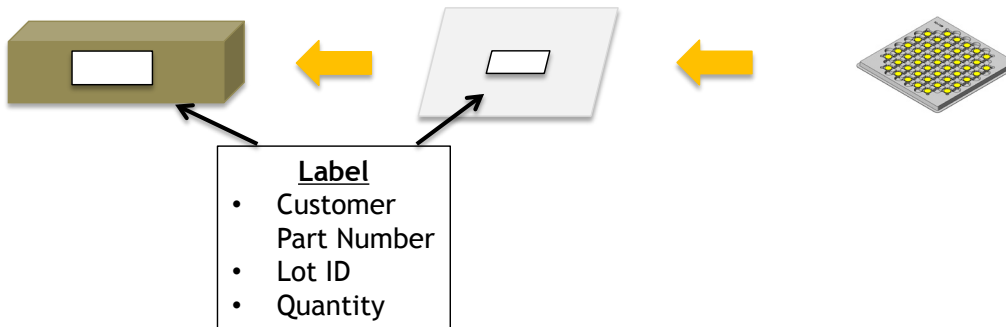 Label
• Customer
Part Number
• Lot ID
• Quantity